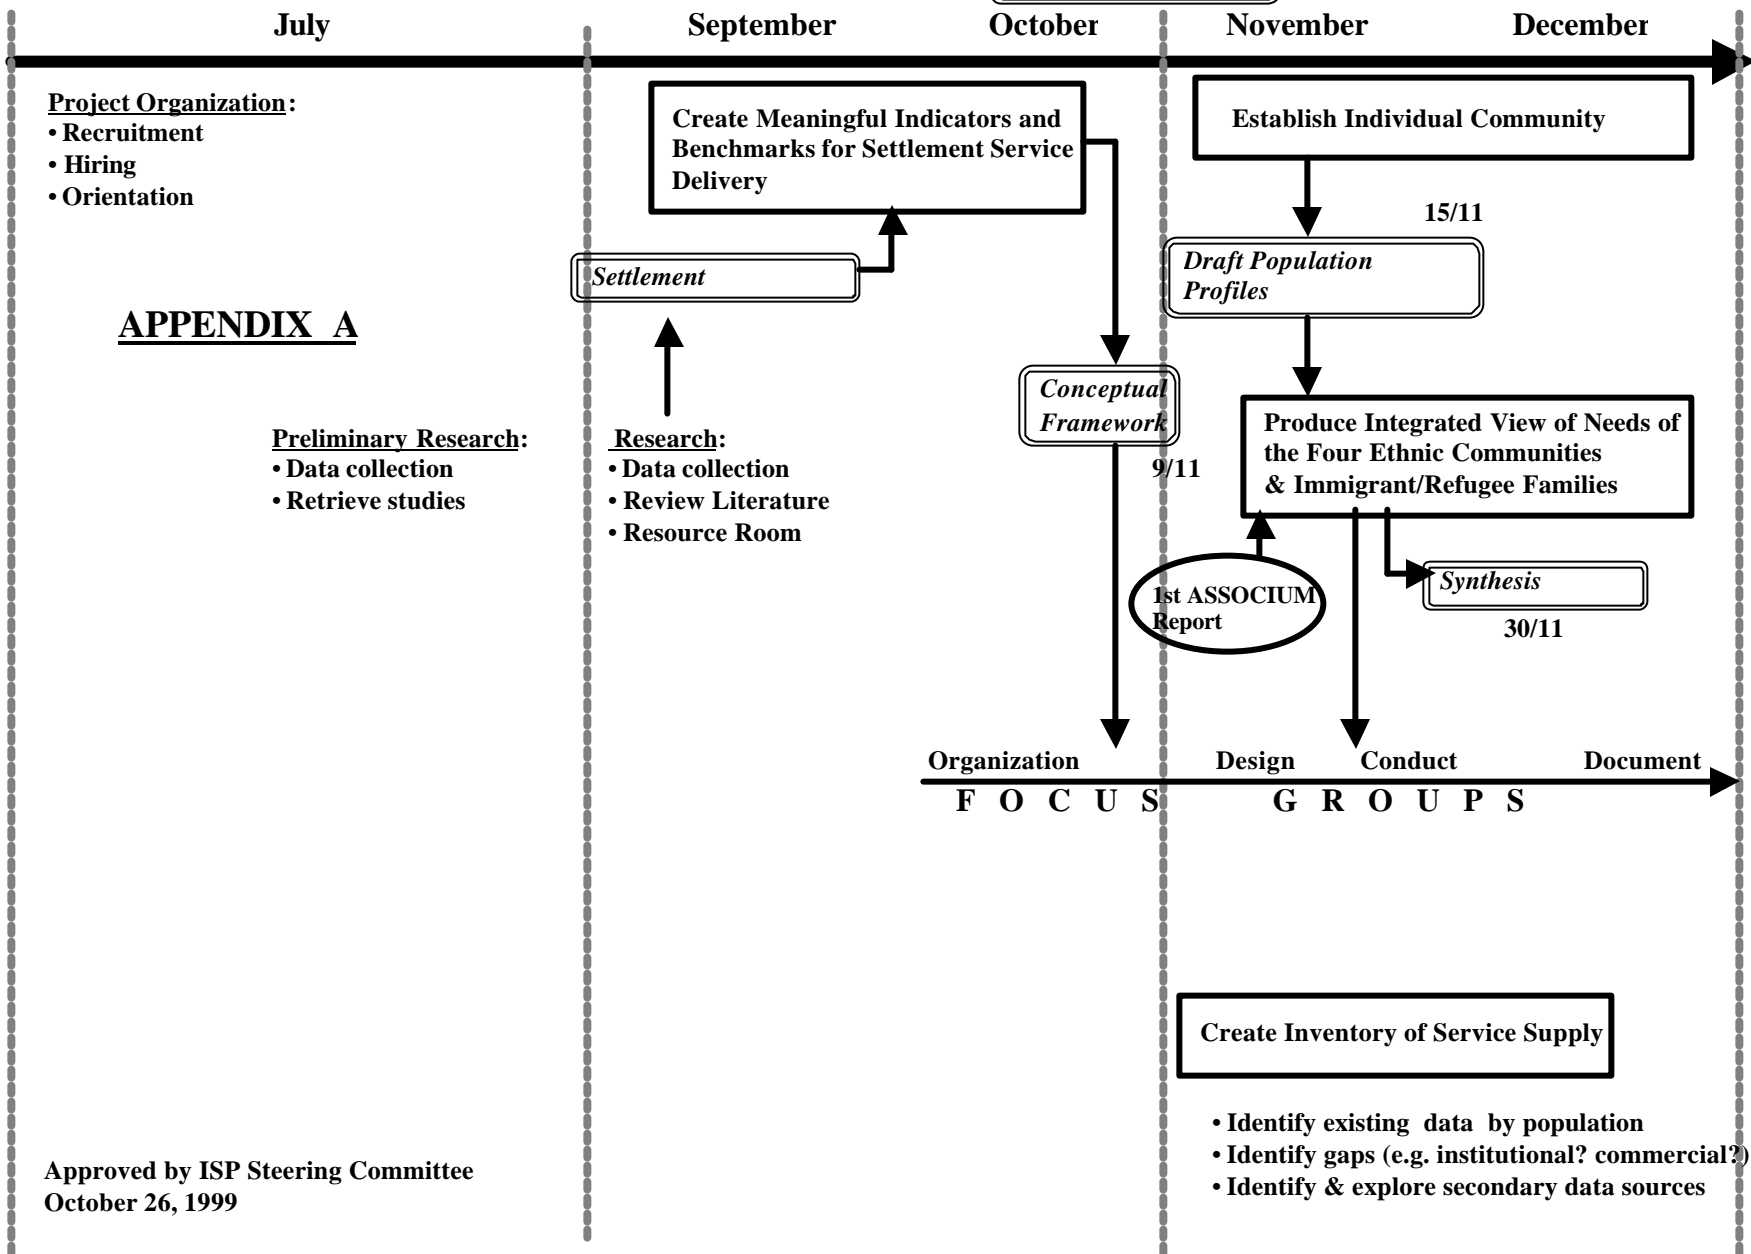 July
September
October
November
December
Project Organization:
• Recruitment
• Hiring
• Orientation
APPENDIX A
Preliminary Research:
• Data collection
• Retrieve studies
Create Meaningful Indicators and
Benchmarks for Settlement Service
Delivery
Settlement
Research:
• Data collection
• Review Literature
• Resource Room
Conceptual
Framework
9/11
Establish Individual Community
15/11
Draft Population
Profiles
Produce Integrated View of Needs of
the Four Ethnic Communities
& Immigrant/Refugee Families
1st ASSOCIUM
Report
Synthesis
30/11
Organization
Design
Conduct
Document
F O C U S G R O U P S
Create Inventory of Service Supply
• Identify existing data by population
• Identify gaps (e.g. institutional? commercial?)
• Identify & explore secondary data sources
Approved by ISP Steering Committee
October 26, 1999